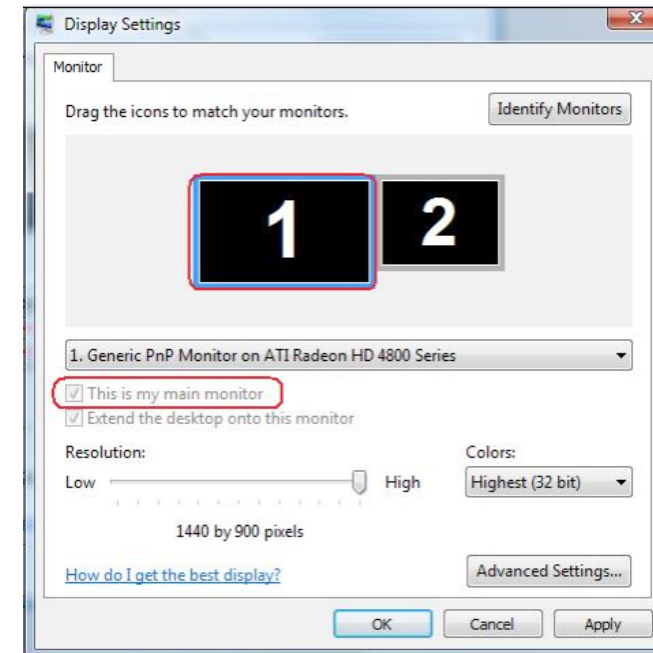 Display Settings
Monitor
Drag the icons to match your monitors.
Identify Monitors
1
2
1. Generic PnP Monitor on ATI Radeon HD 4800 Series
This is my main monitor
Extend the desktop onto this monitor
Resolution:
Colors:
Low
High
Highest (32 bit)
1440 by 900 pixels
How do I get the best display?
Advanced Settings...
OK
Cancel
Apply